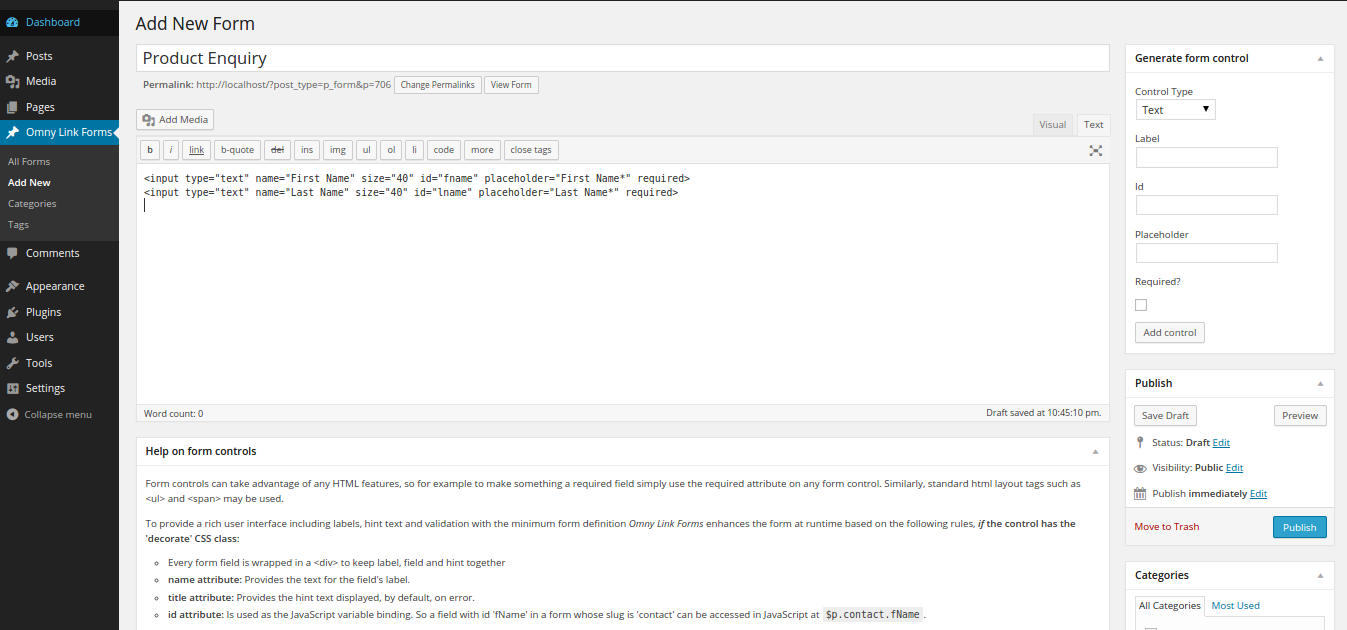 Dashboard
Posts
Media
Pages
Omny Link Forms
All Forms
Add New
Categories
Tags
Comments
Appearance
Plugins
Users
Tools
Settings
Collapse menu
Add New Form
Product Enquiry
Permalink: http://localhost/?post_type=p_form&p=706 Change Permalinks View Form
Add Media
Visual Text
b i link b-quote del ins img ul ol li code more close tags
<input type="text" name="First Name" size="40" id="fname" placeholder="First Name*" required>
<input type="text" name="Last Name" size="40" id="lname" placeholder="Last Name*" required>
Word count: 0 Draft saved at 10:45:10 pm.
Help on form controls
Form controls can take advantage of any HTML features, so for example to make something a required field simply use the required attribute on any form control. Similarly, standard html layout tags such as
<ul> and <span> may be used.
To provide a rich user interface including labels, hint text and validation with the minimum form definition Omny Link Forms enhances the form at runtime based on the following rules, if the control has the
'decorate' CSS class:
Every form field is wrapped in a <div> to keep label, field and hint together
name attribute: Provides the text for the field's label.
title attribute: Provides the hint text displayed, by default, on error.
id attribute: Is used as the JavaScript variable binding. So a field with id 'fName' in a form whose slug is 'contact' can be accessed in JavaScript at $p.contact.fName .
Generate form control
Control Type
Text
Label
Id
Placeholder
Required?
Add control
Publish
Save Draft Preview
Status: Draft Edit
Visibility: Public Edit
Publish immediately Edit
Move to Trash Publish
Categories
All Categories Most Used